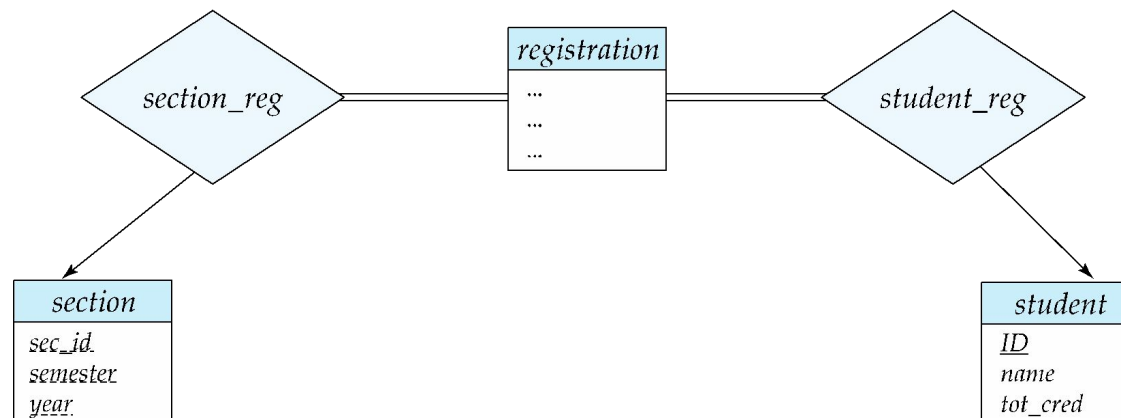 registration
section_reg
...
student_reg
...
...
section
sec_id
semester
year
student
ID
name
tot_cred